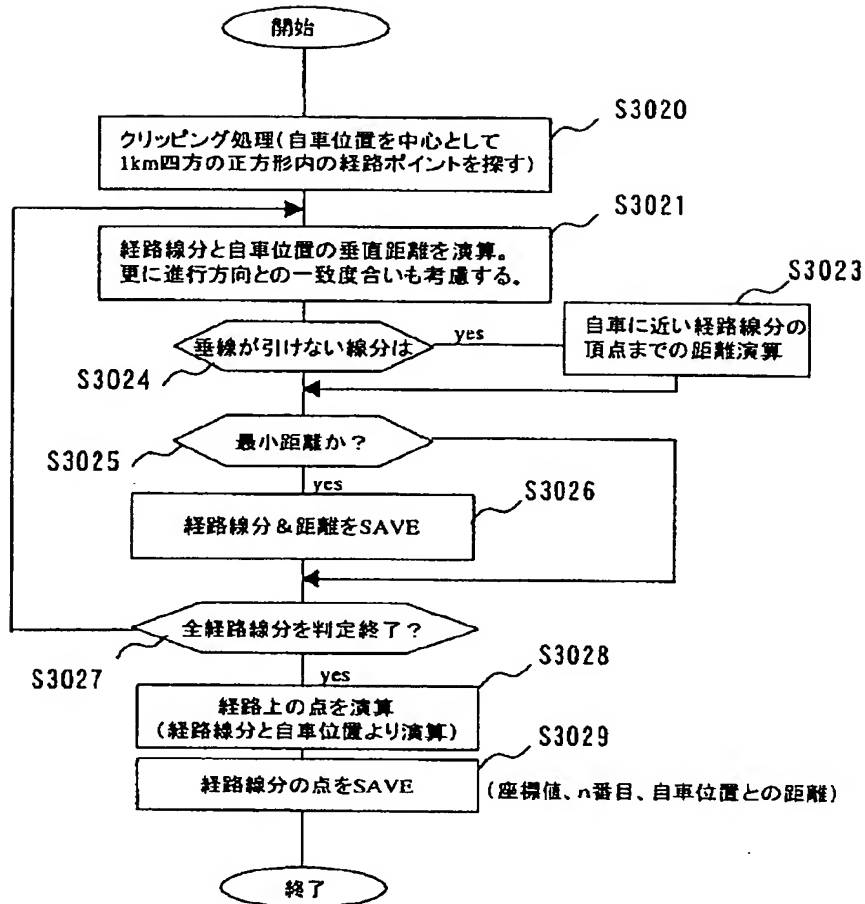 開始
S3020
クリッピング処理(自車位置を中心として
1km四方の正方形内の経路ポイントを探す)
S3021
経路線分と自車位置の垂直距離を演算。
更に進行方向との一致度合いも考慮する。
S3023
垂線が引けない線分は
yes
自車に近い経路線分の
頂点までの距離演算
S3024
最小距離か?
S3025
yes
S3026
経路線分&距離をSAVE
全経路線分を判定終了?
S3027
yes
S3028
経路上の点を演算
(経路線分と自車位置より演算)
S3029
経路線分の点をSAVE
(座標値、n番目、自車位置との距離)
終了